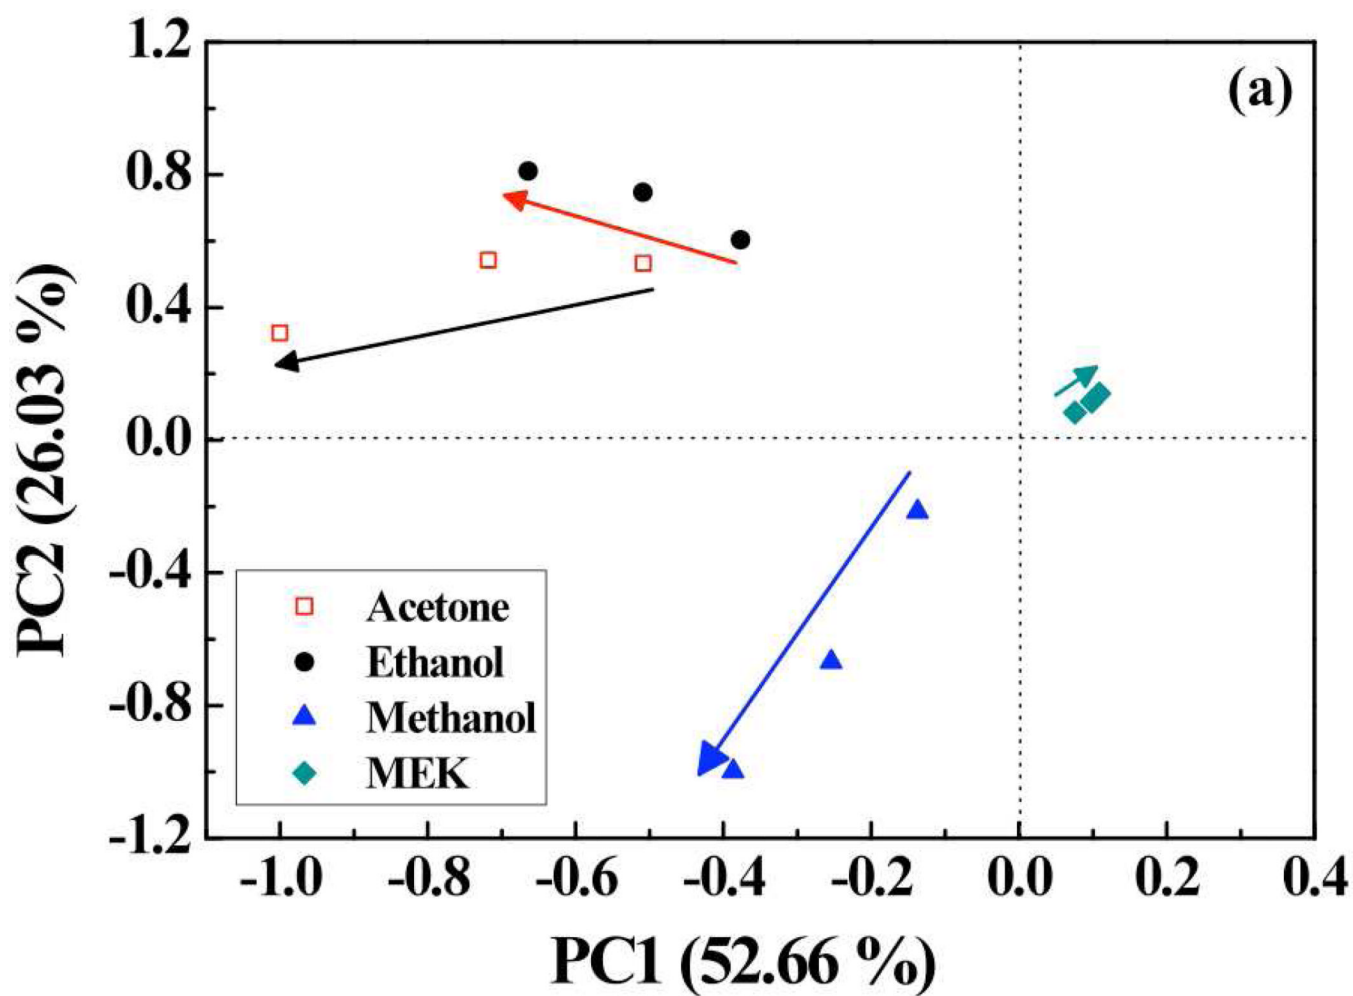 (a)
1.2
0.8
0.4
0.0
-0.4
-0.8
-1.2
PC2 (26.03 %)
Acetone
Ethanol
Methanol
MEK
-1.0 -0.8 -0.6 -0.4 -0.2 0.0 0.2 0.4
PC1 (52.66 %)